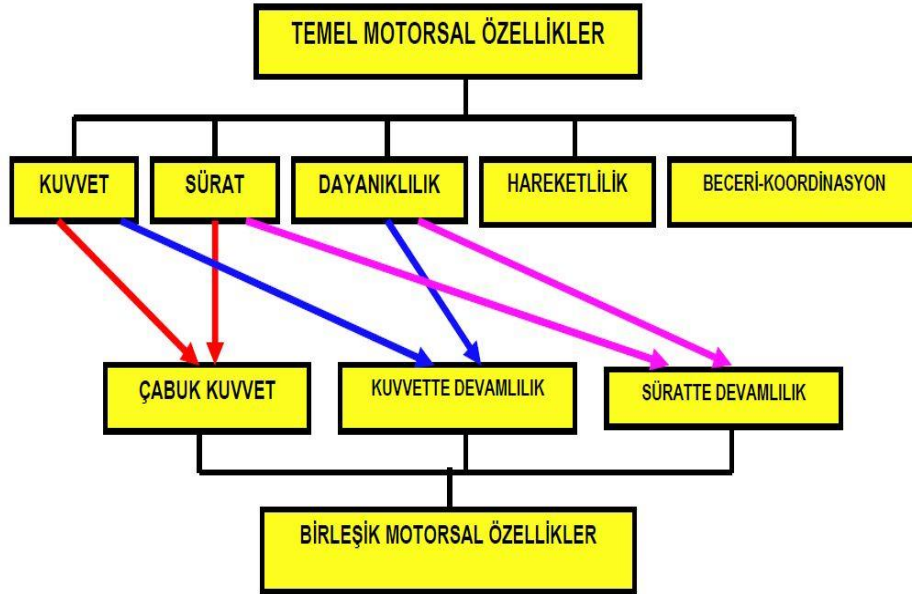 TEMEL MOTORSAL ÖZELLİKLER
KUVVET
SÜRAT
DAYANIKLILIK
HAREKETLİLİK
BECERİ-KOORDİNASYON
ÇABUK KUVVET
KUVVETTE DEVAMLILIK
SÜRATTE DEVAMLILIK
BİRLEŞİK MOTORSAL ÖZELLİKLER